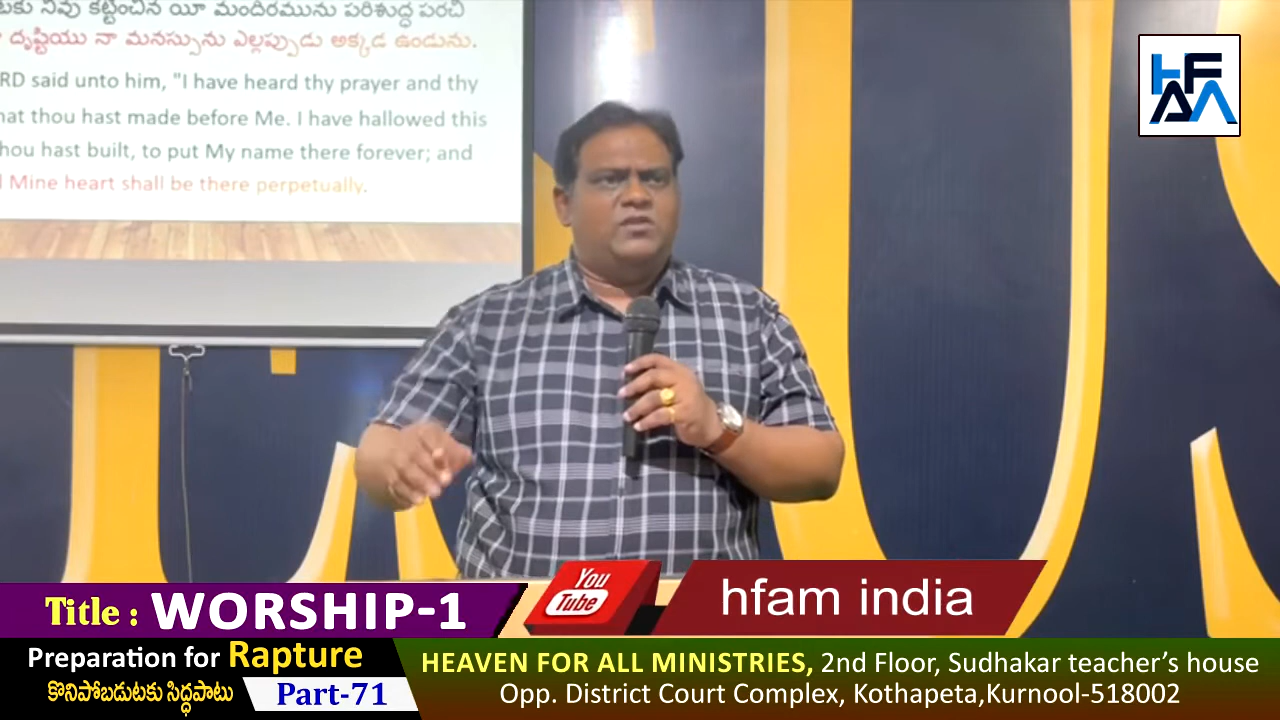 నీవు కట్టించిన యీ మందిరమును పరిశుద్ధ పరచి
దృష్టియు నా మనస్సును ఎల్లప్పుడు అక్కడ ఉండును.
said unto him, "I have heard thy prayer and thy
thou hast made before Me. I have hallowed this
hast built, to put My name there forever; and
Mine heart shall be there perpetually.
HFAM
Title : WORSHIP-1
You
Tube
hfam india
Preparation for Rapture
కొనిపోబడుటకు సిద్ధపాటు
Part-71
HEAVEN FOR ALL MINISTRIES, 2nd Floor, Sudhakar teacher’s house
Opp. District Court Complex, Kothapeta,Kurnool-518002